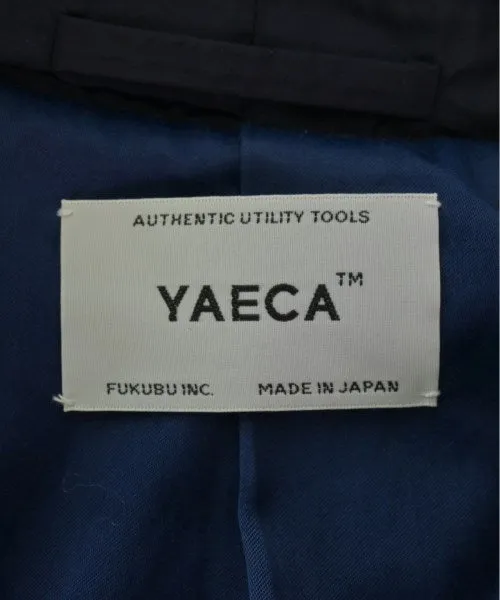 AUTHENTIC UTILITY TOOLS
YAECA™
FUKUBU INC. MADE IN JAPAN